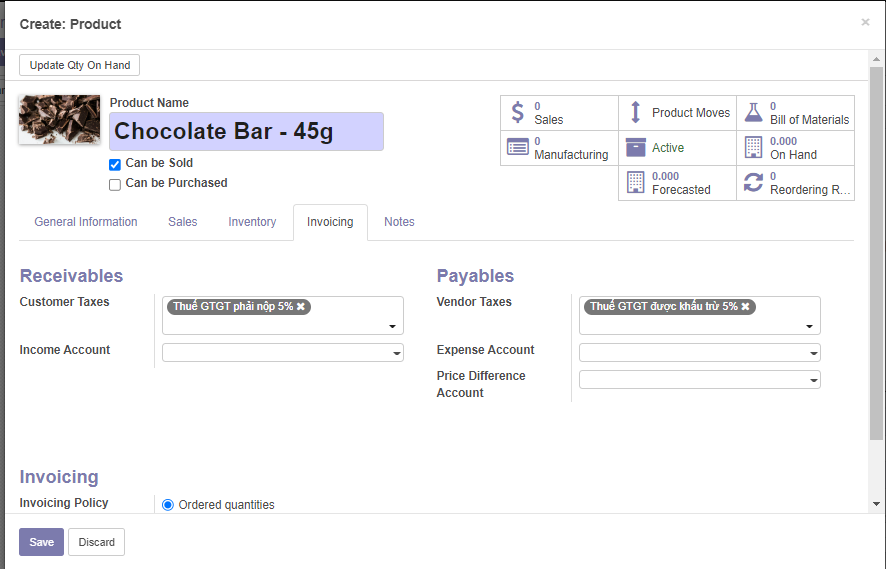 Create: Product
×
Update Qty On Hand
Product Name
Chocolate Bar - 45g
Can be Sold
Can be Purchased
0
Sales
Product Moves
0
Bill of Materials
0
Manufacturing
Active
0.000
On Hand
0.000
Forecasted
0
Reordering R...
General Information
Sales
Inventory
Invoicing
Notes
Receivables
Customer Taxes
Thuế GTGT phải nộp 5% ✖
Income Account
Payables
Vendor Taxes
Thuế GTGT được khấu trừ 5% ✖
Expense Account
Price Difference
Account
Invoicing
Invoicing Policy
Ordered quantities
Save
Discard